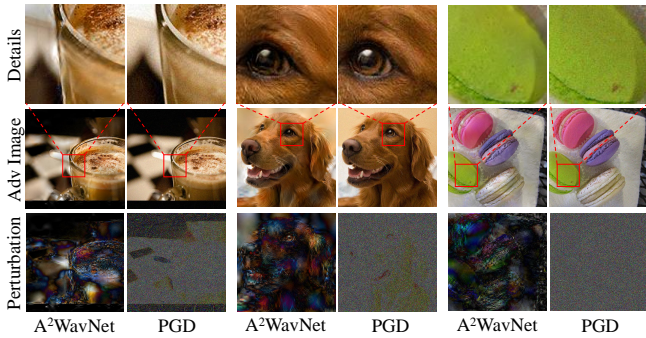 Details
Adv Image
Perturbation
A²WavNet PGD A²WavNet PGD A²WavNet PGD